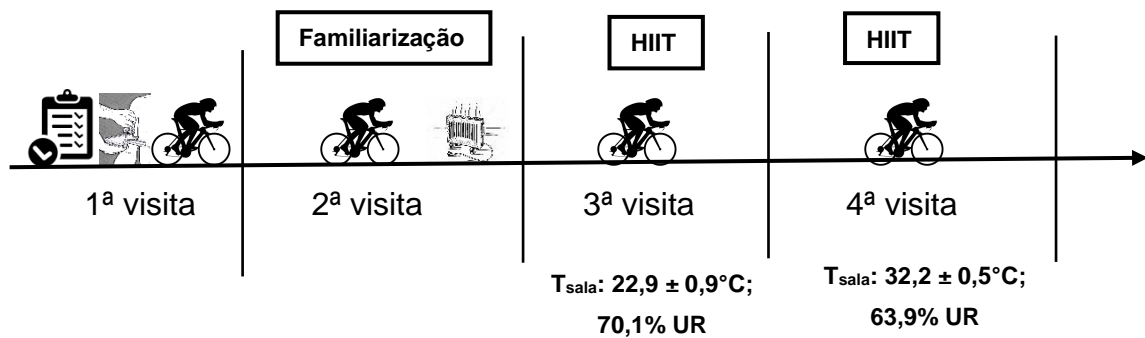 Familiarização
HIIT
HIIT
1ª visita
2ª visita
3ª visita
4ª visita
Tsala: 22,9 ± 0,9°C;
70,1% UR
Tsala: 32,2 ± 0,5°C;
63,9% UR